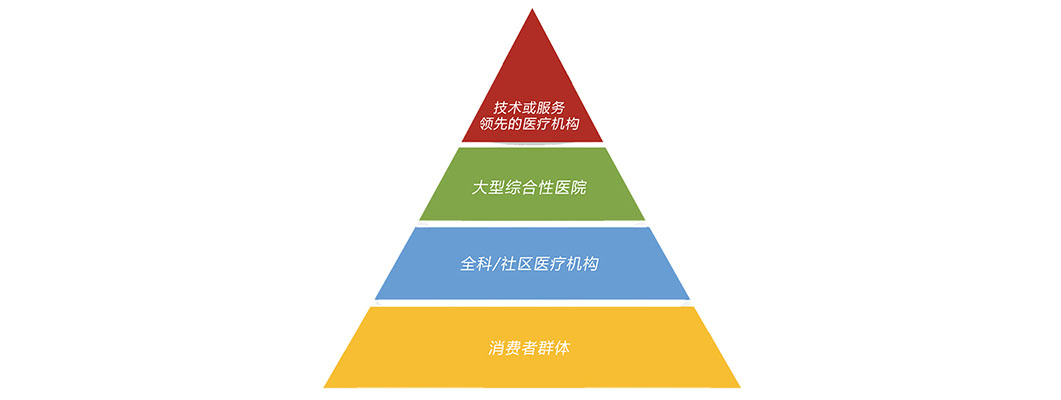 技术或服务
领先的医疗机构
大型综合性医院
全科/社区医疗机构
消费者群体